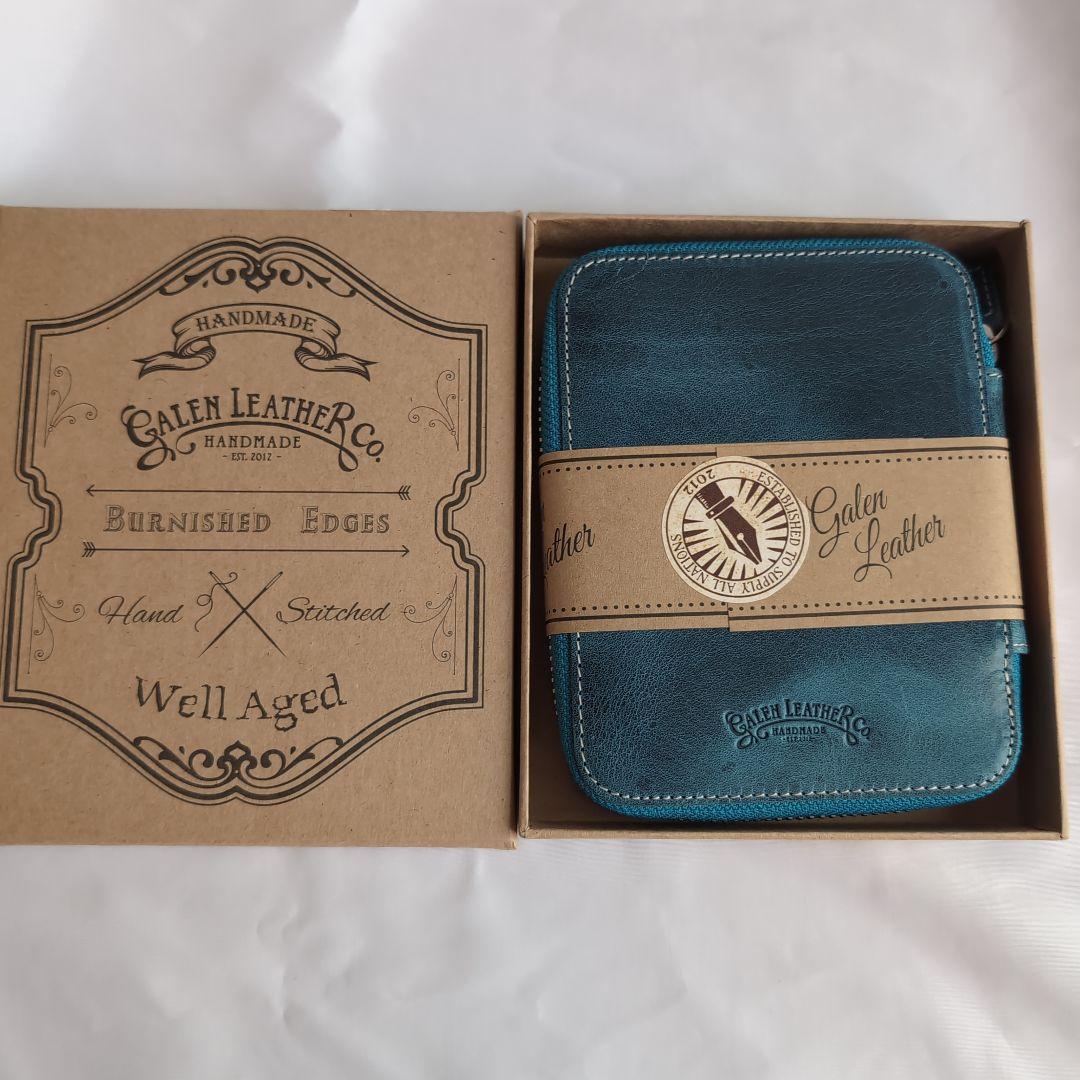 HANDMADE
GALEN LEATHER CO.
HANDMADE
- EST. 2012 -
BURNISHED EDGES
Hand Stitched
Well Aged
eather
ESTABLISHED TO SUPPLY ALL NATIONS
2012
Galen
Leather
GALEN LEATHER Co
HANDMADE